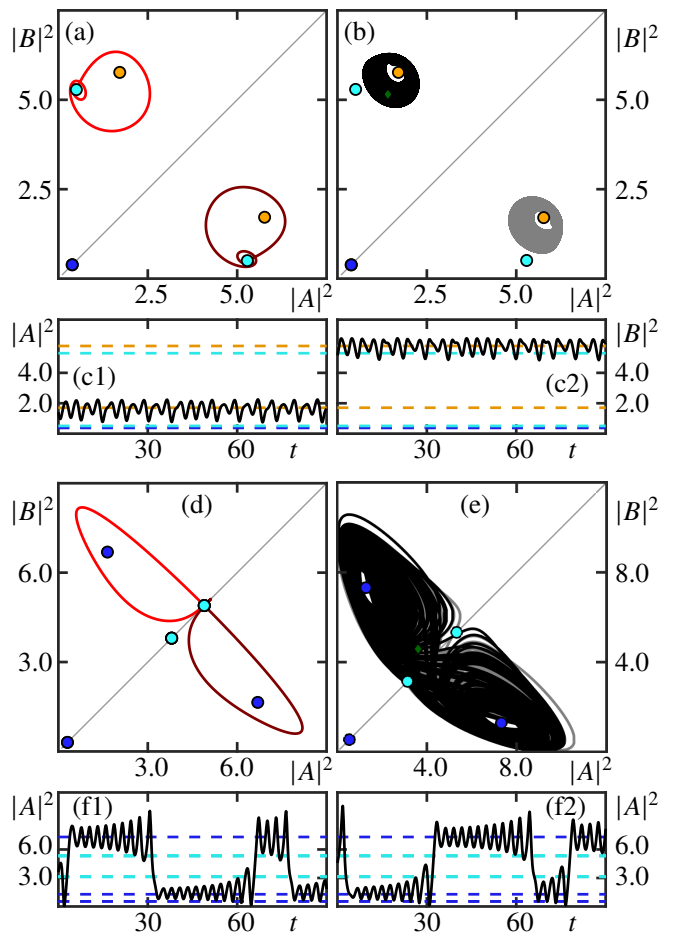 |B|² (a) (b) |B|²
5.0 5.0
2.5 2.5
2.5 5.0 |A|² 2.5 5.0 |A|²
|A|² |B|²
4.0 (c1) (c2) 4.0
2.0 2.0
30 60 t 30 60 t
|B|² (d) (e) |B|²
6.0 8.0
3.0 4.0
3.0 6.0 |A|² 4.0 8.0 |A|²
|A|² (f1) (f2) |A|²
6.0 6.0
3.0 3.0
30 60 t 30 60 t